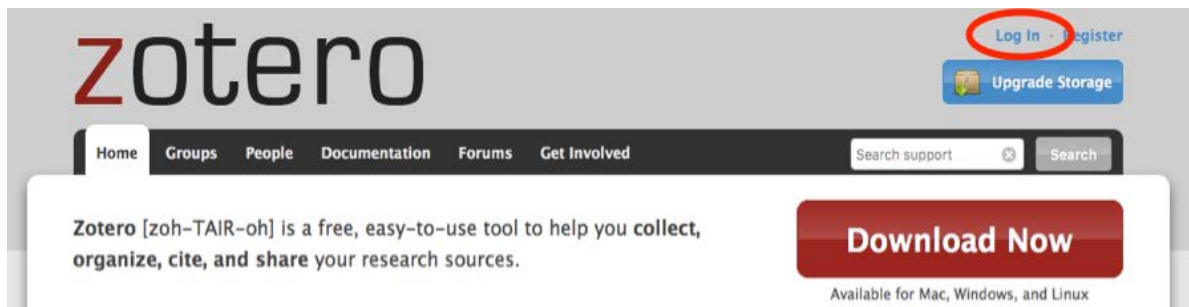 zotero
Log In · Register
Upgrade Storage
Home Groups People Documentation Forums Get Involved
Search support Search
Zotero [zoh-TAIR-oh] is a free, easy-to-use tool to help you collect,
organize, cite, and share your research sources.
Download Now
Available for Mac, Windows, and Linux